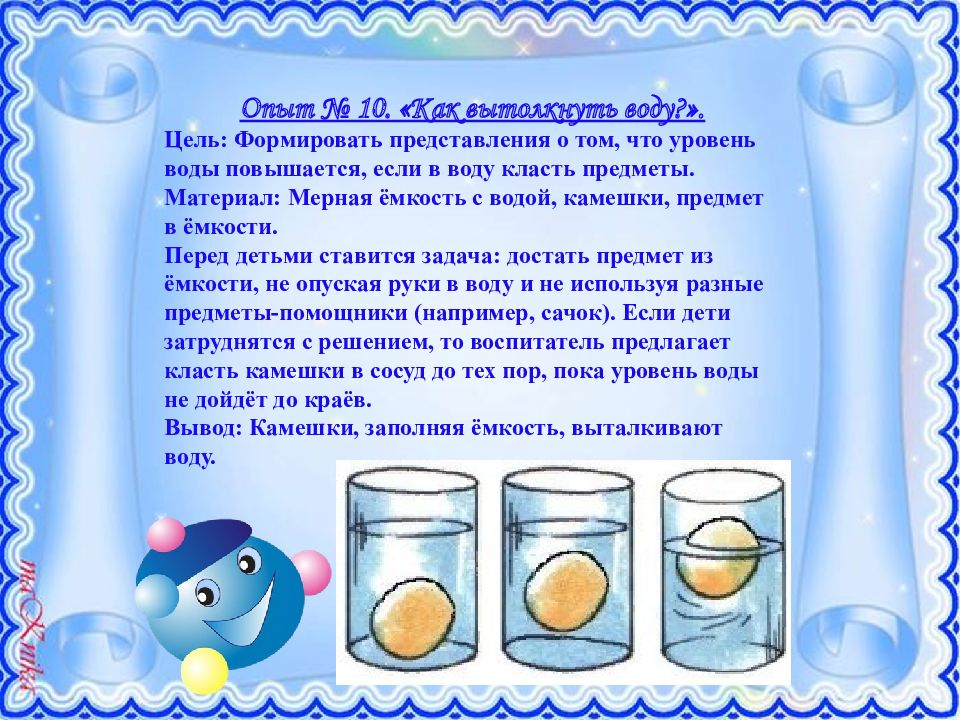 Опыт № 10. «Как вытолкнуть воду?».
Цель: Формировать представления о том, что уровень
воды повышается, если в воду класть предметы.
Материал: Мерная ёмкость с водой, камешки, предмет
в ёмкости.
Перед детьми ставится задача: достать предмет из
ёмкости, не опуская руки в воду и не используя разные
предметы-помощники (например, сачок). Если дети
затруднятся с решением, то воспитатель предлагает
класть камешки в сосуд до тех пор, пока уровень воды
не дойдёт до краёв.
Вывод: Камешки, заполняя ёмкость, выталкивают
воду.